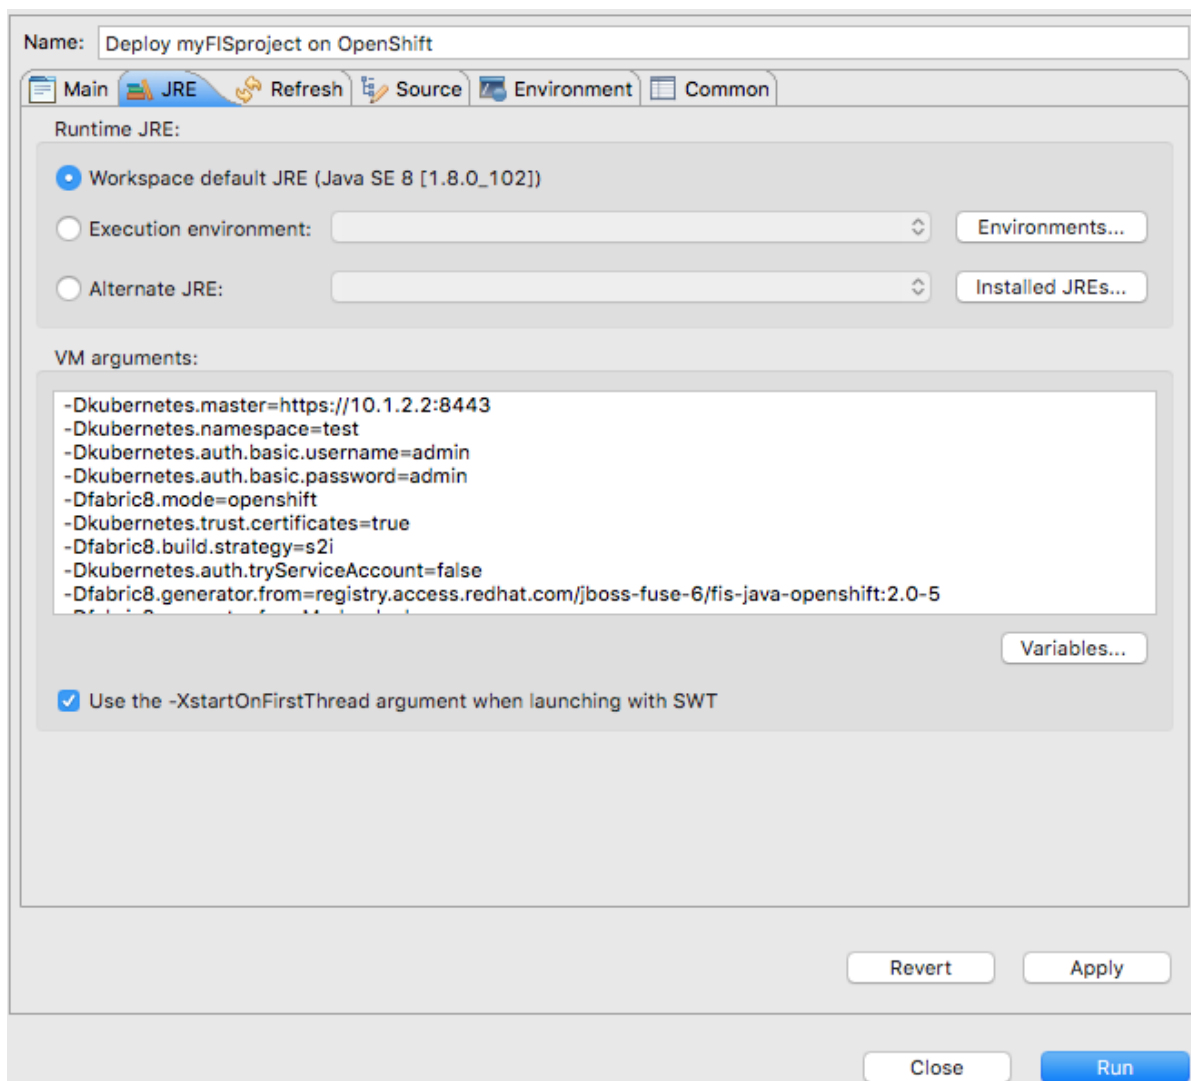 Name: Deploy myFISproject on OpenShift
Main JRE Refresh Source Environment Common
Runtime JRE:
Workspace default JRE (Java SE 8 [1.8.0_102])
Execution environment: Environments...
Alternate JRE: Installed JREs...
VM arguments:
-Dkubernetes.master=https://10.1.2.2:8443
-Dkubernetes.namespace=test
-Dkubernetes.auth.basic.username=admin
-Dkubernetes.auth.basic.password=admin
-Dfabric8.mode=openshift
-Dkubernetes.trust.certificates=true
-Dfabric8.build.strategy=s2i
-Dkubernetes.auth.tryServiceAccount=false
-Dfabric8.generator.from=registry.access.redhat.com/jboss-fuse-6/fis-java-openshift:2.0-5
Variables...
Use the -XstartOnFirstThread argument when launching with SWT
Revert Apply
Close Run